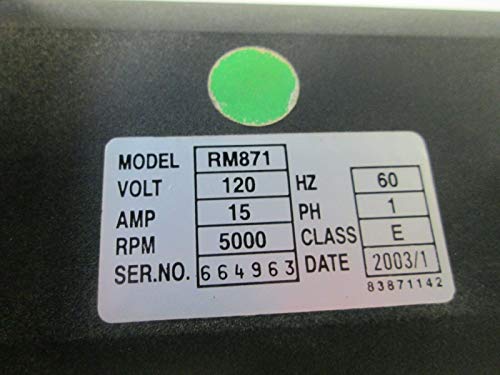 MODEL RM871
VOLT 120 HZ 60
AMP 15 PH 1
RPM 5000 CLASS E
SER.NO. 664963 DATE 2003/1
83871142